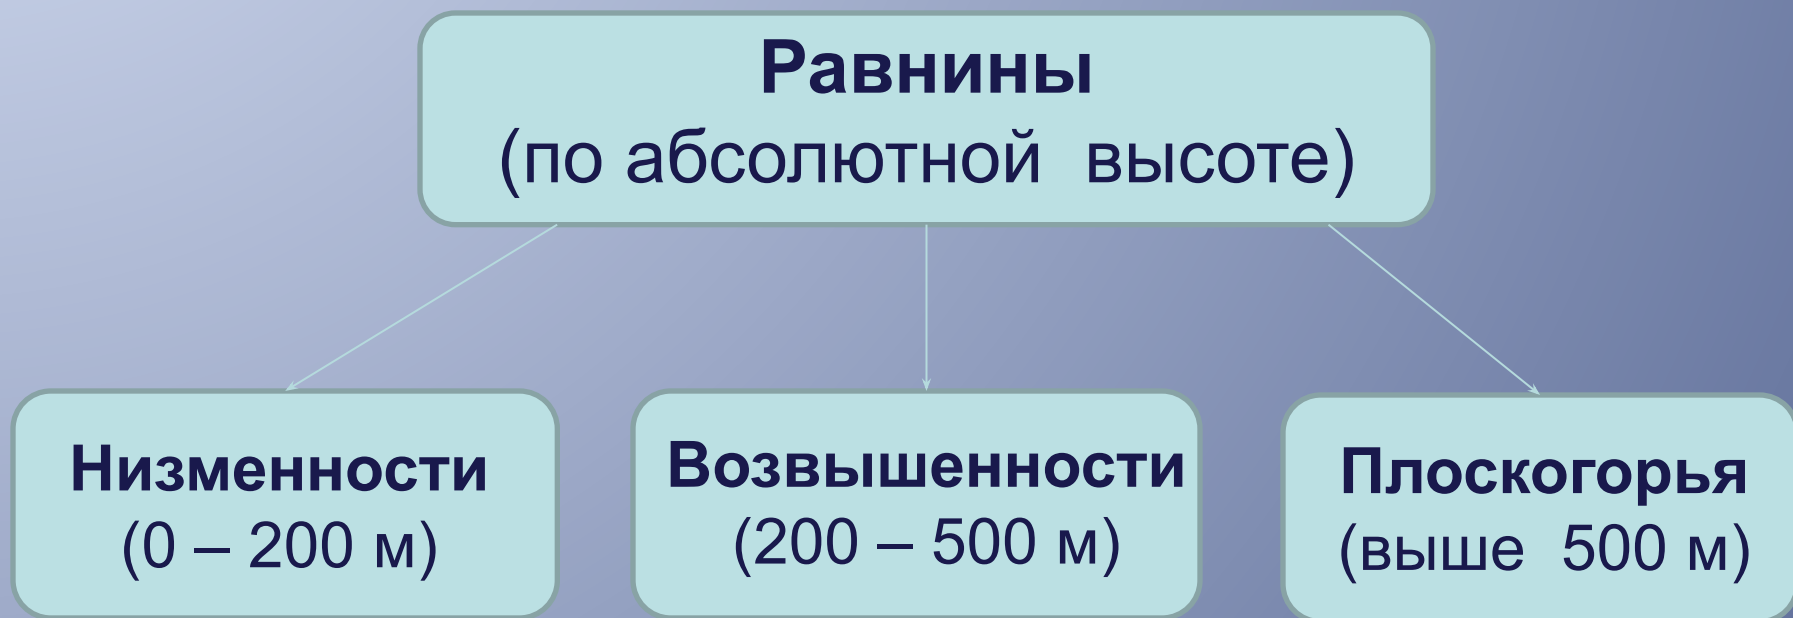 Равнины
(по абсолютной высоте)
Низменности
(0 – 200 м)
Возвышенности
(200 – 500 м)
Плоскогорья
(выше 500 м)